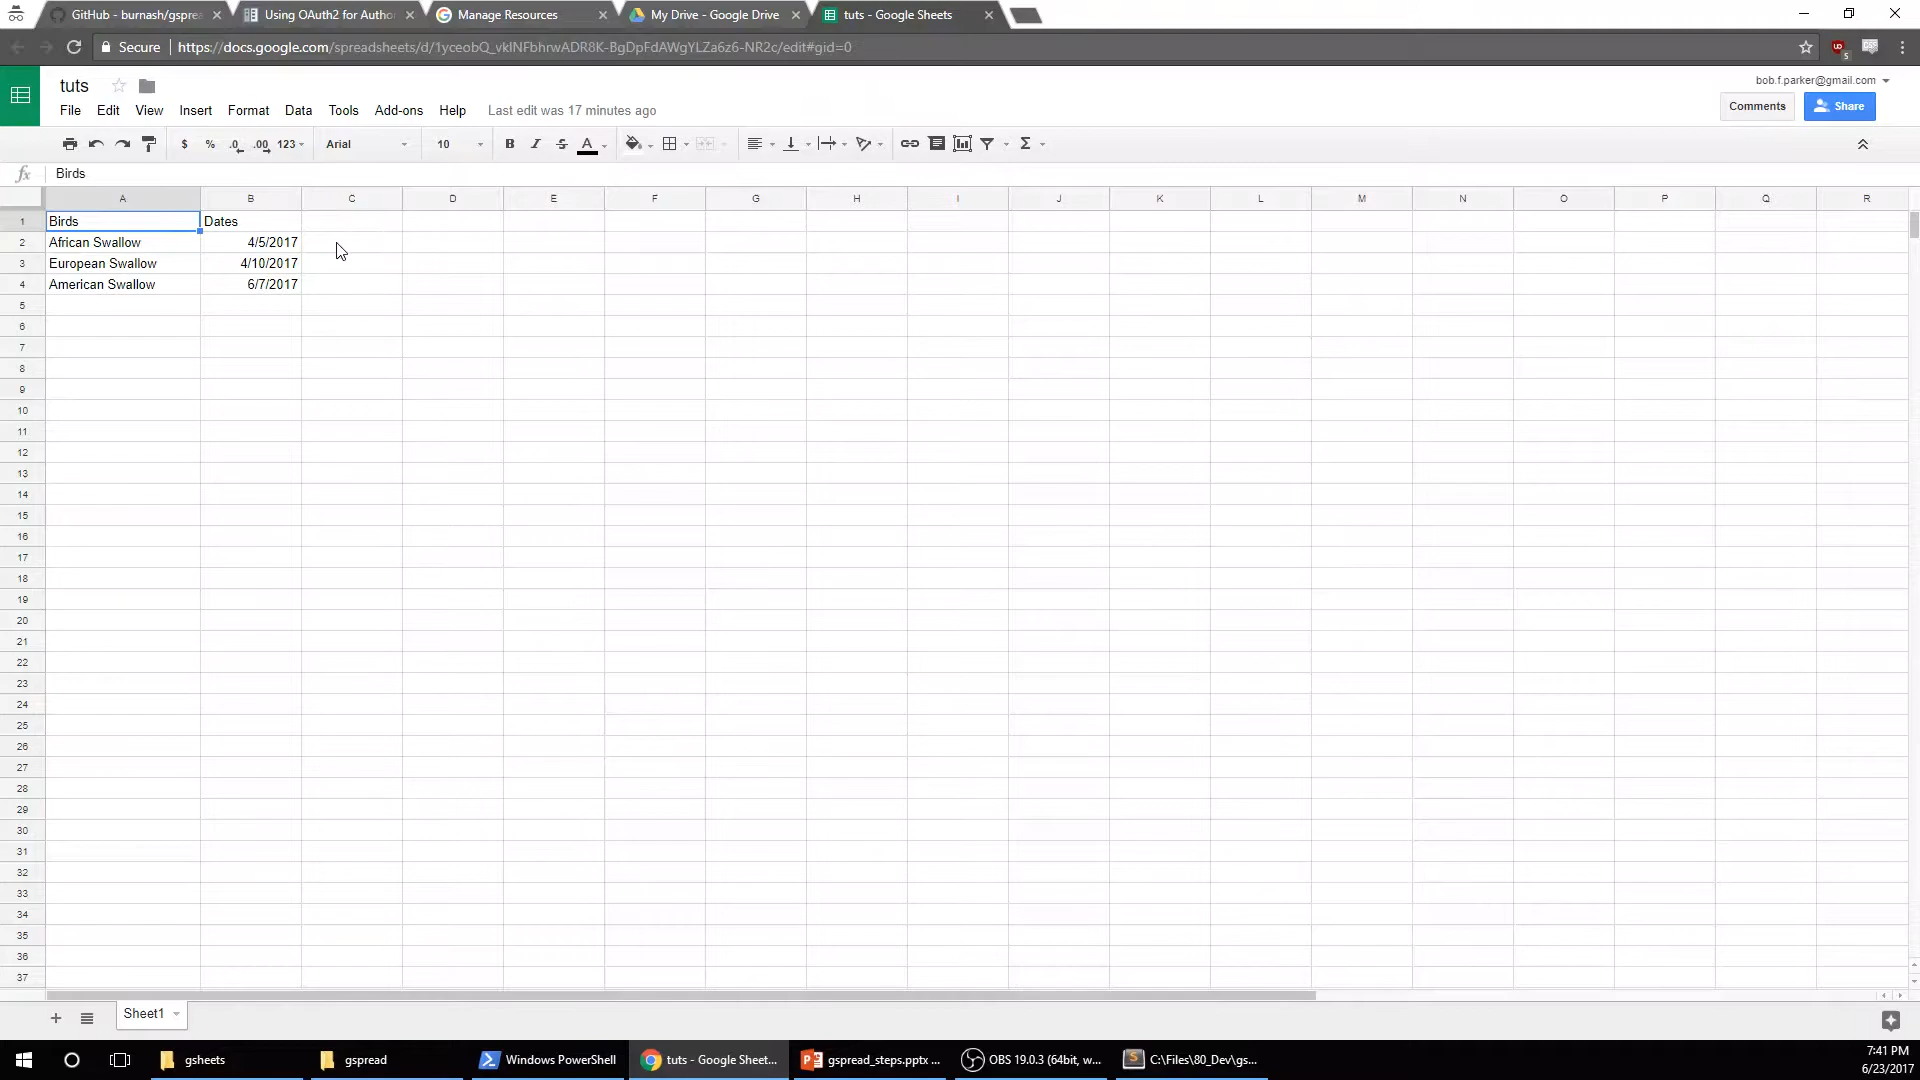 GitHub - burnash/gsprea
Using OAuth2 for Autho
Manage Resources
My Drive - Google Drive
tuts - Google Sheets
Secure
https://docs.google.com/spreadsheets/d/1yceobQ_vklNFbhrwADR8K-BgDpFdAWgYLZa6z6-NR2c/edit#gid=0
tuts
bob.f.parker@gmail.com
File Edit View Insert Format Data Tools Add-ons Help Last edit was 17 minutes ago
Comments Share
$ % .0 .00 123 Arial 10 B I S A Σ
fx Birds
A B C D E F G H I J K L M N O P Q R
1 Birds Dates
2 African Swallow 4/5/2017
3 European Swallow 4/10/2017
4 American Swallow 6/7/2017
5
6
7
8
9
10
11
12
13
14
15
16
17
18
19
20
21
22
23
24
25
26
27
28
29
30
31
32
33
34
35
36
37
Sheet1
gsheets
gspread
Windows PowerShell
tuts - Google Sheet...
gspread_steps.pptx ...
OBS 19.0.3 (64bit, w...
C:\Files\80_Dev\gs...
7:41 PM
6/23/2017